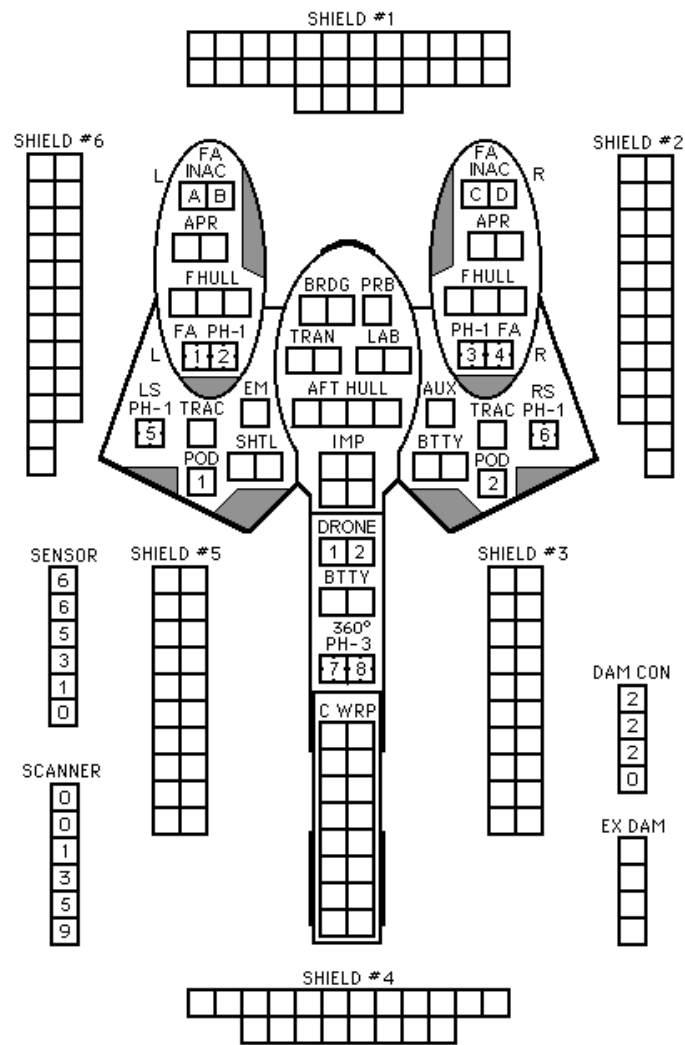 SHIELD #1
SHIELD #6
SHIELD #2
L
FA
INAC
A B
APR
FHULL
FA PH-1
L
1 2
FA
INAC
C D
R
APR
FHULL
PH-1 FA
3 4
R
BRDG PRB
TRAN LAB
AFT HULL
IMP
LS
PH-1
5
TRAC
EM
SHTL
POD
1
AUX
TRAC
RS
PH-1
6
BTTY
POD
2
DRONE
1 2
BTTY
360°
PH-3
7 8
C WRP
SENSOR
6
6
5
3
1
0
SHIELD #5
SHIELD #3
SCANNER
0
0
1
3
5
9
DAM CON
2
2
2
0
EX DAM
SHIELD #4